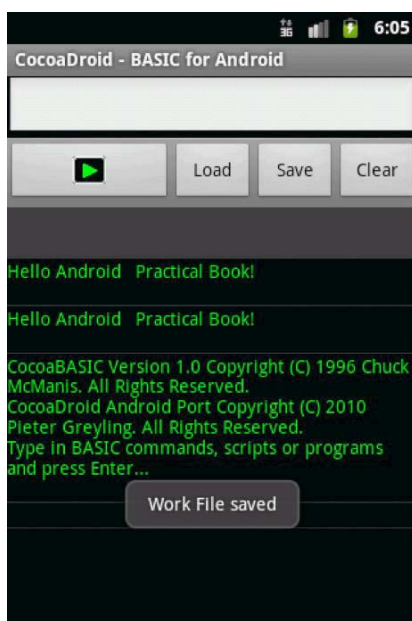 3G 6:05
CocoaDroid - BASIC for Android
Load Save Clear
Hello Android Practical Book!
Hello Android Practical Book!
CocoaBASIC Version 1.0 Copyright (C) 1996 Chuck
McManis. All Rights Reserved.
CocoaDroid Android Port Copyright (C) 2010
Pieter Greyling. All Rights Reserved.
Type in BASIC commands, scripts or programs
and press Enter...
Work File saved